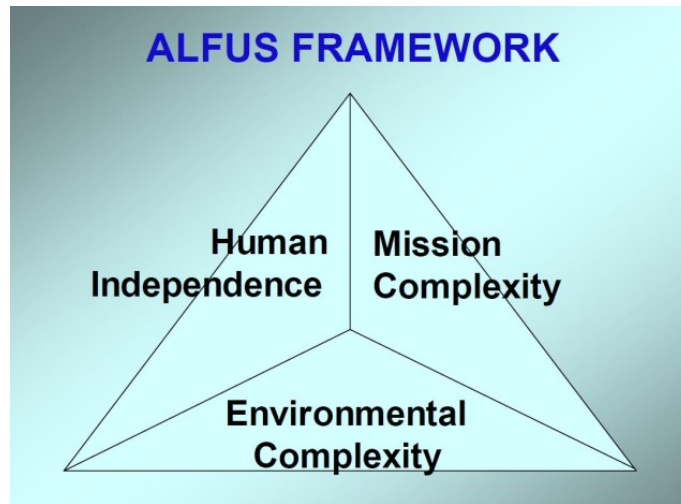 ALFUS FRAMEWORK
Human
Independence
Mission
Complexity
Environmental
Complexity